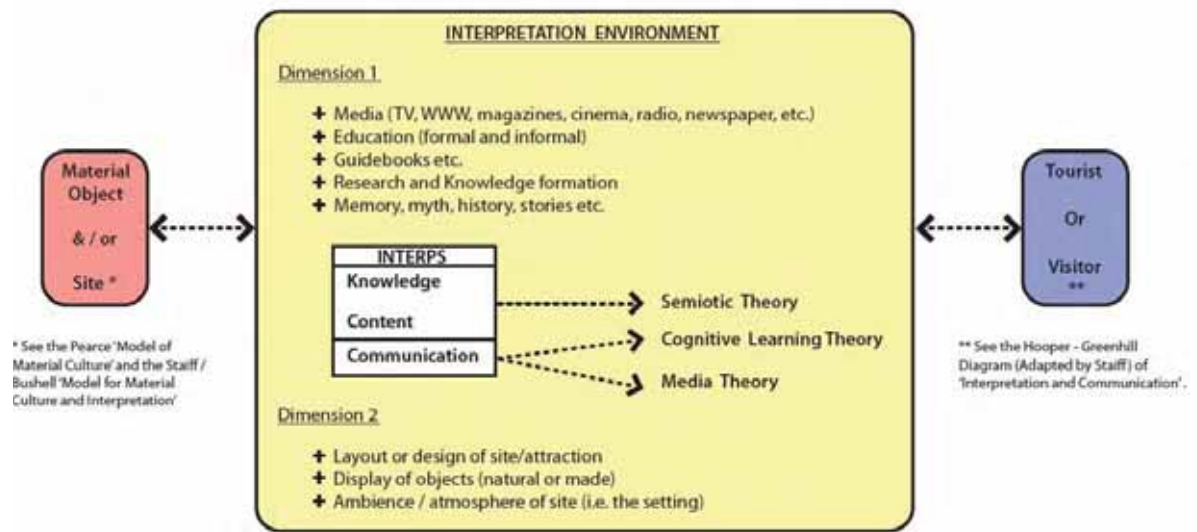 INTERPRETATION ENVIRONMENT
Dimension 1
+ Media (TV, WWW, magazines, cinema, radio, newspaper, etc.)
+ Education (formal and informal)
+ Guidebooks etc.
+ Research and Knowledge formation
+ Memory, myth, history, stories etc.
Material
Object
& / or
Site *
Tourist
Or
Visitor
**
INTERPS
Knowledge
Content
Communication
Semiotic Theory
Cognitive Learning Theory
Media Theory
* See the Pearce 'Model of
Material Culture' and the Staiff /
Bushell 'Model for Material
Culture and Interpretation'
** See the Hooper - Greenhill
Diagram (Adapted by Staiff) of
'Interpretation and Communication'.
Dimension 2
+ Layout or design of site/attraction
+ Display of objects (natural or made)
+ Ambience / atmosphere of site (i.e. the setting)